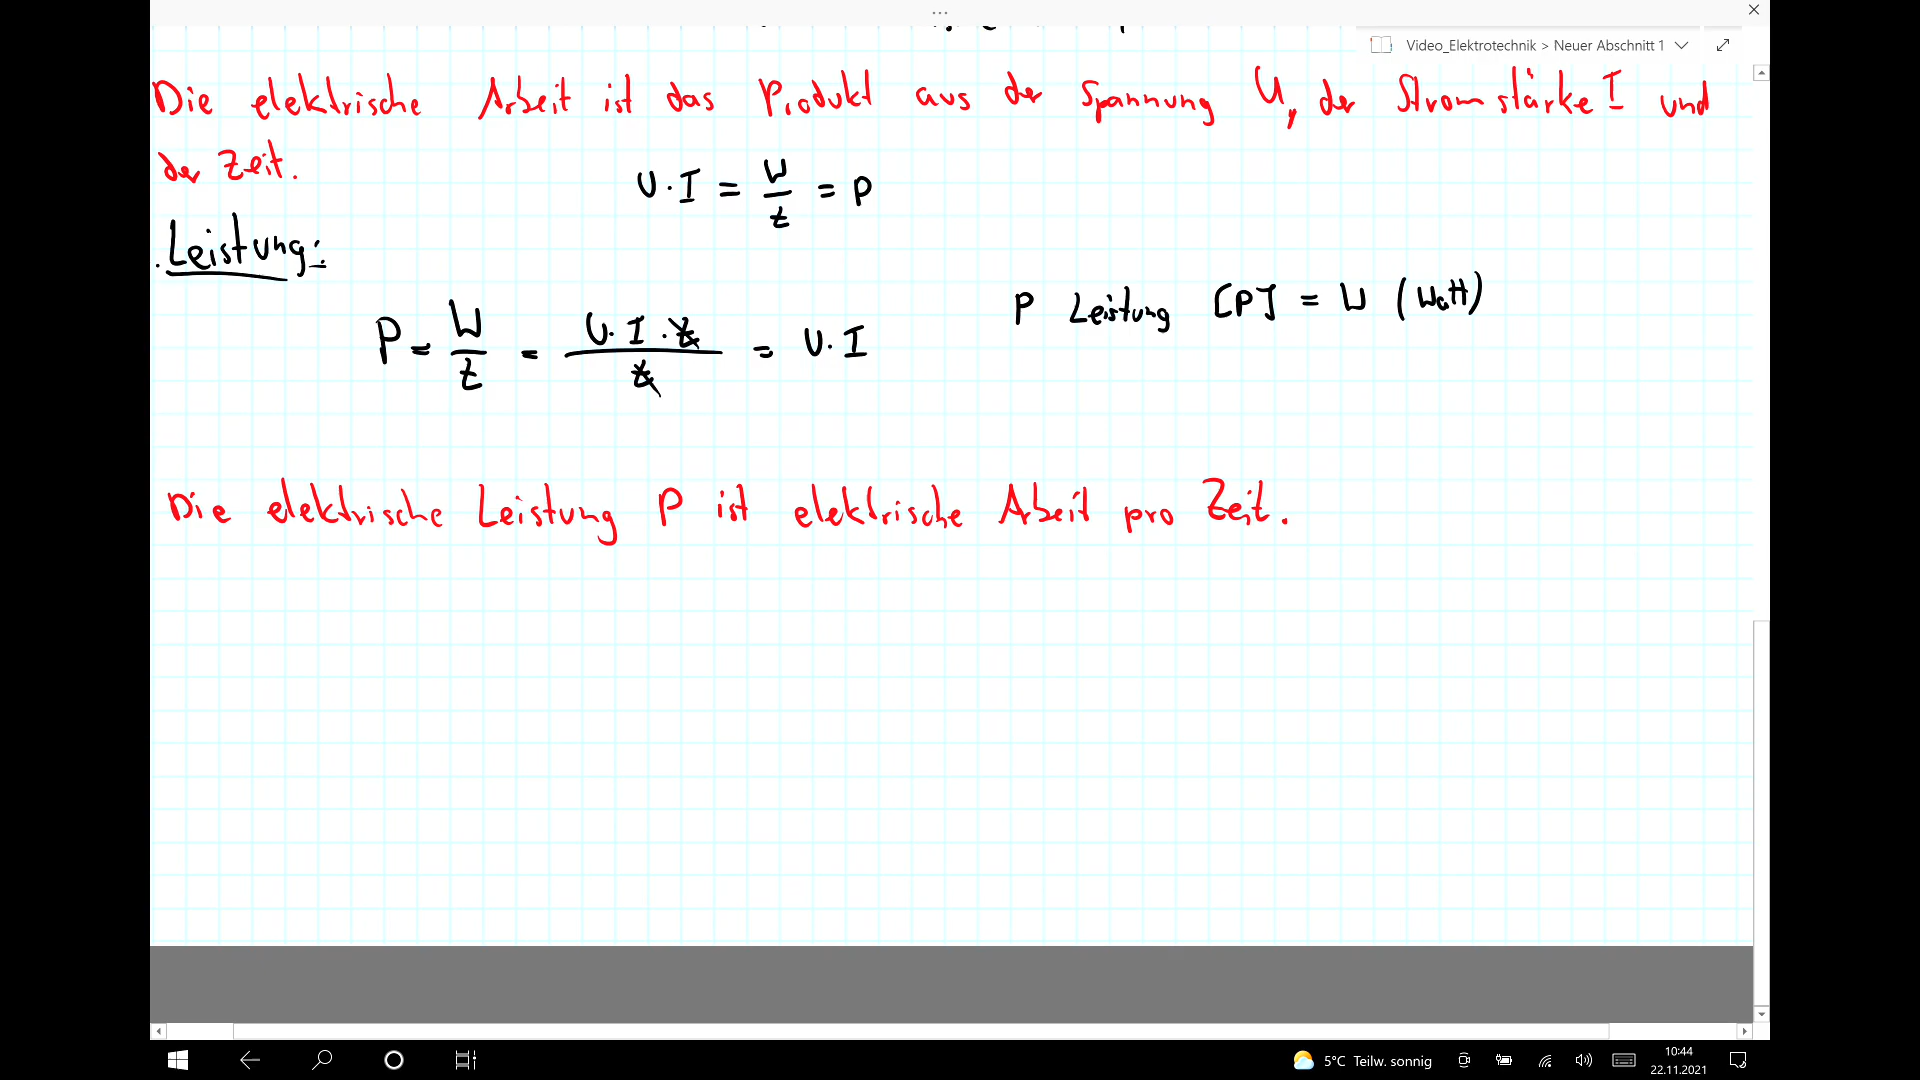 Video_Elektrotechnik > Neuer Abschnitt 1
Die elektrische Arbeit ist das Produkt aus der Spannung U, der Stromstärke I und
der Zeit.
U · I = W/t = P
Leistung:
P Leistung [P] = W (Watt)
P = W/t = U · I · t / t = U · I
Die elektrische Leistung P ist elektrische Arbeit pro Zeit.
5°C Teilw. sonnig
10:44
22.11.2021